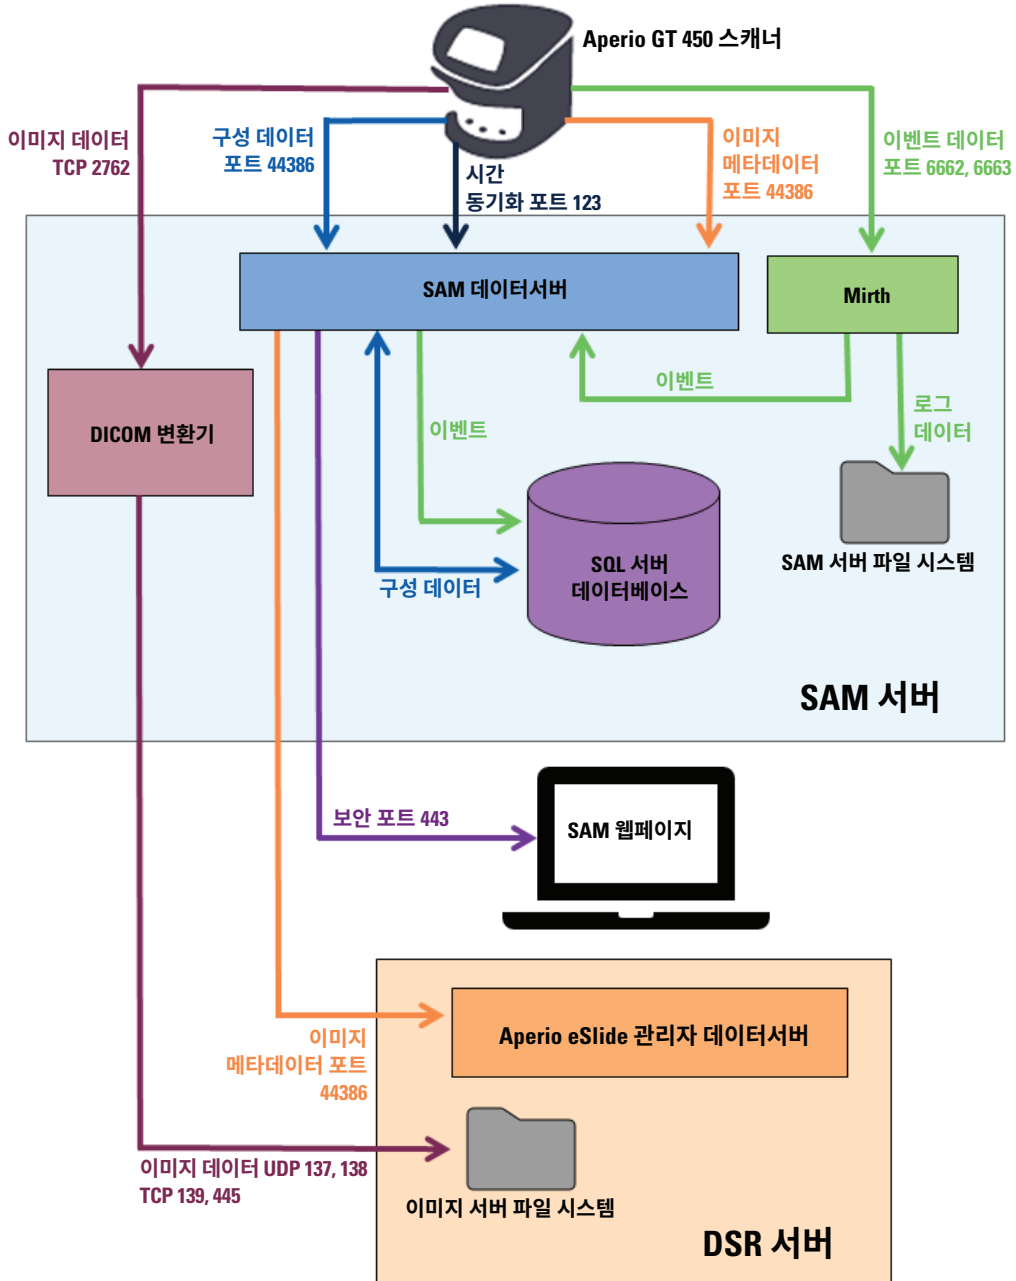 Aperio GT 450 스캐너
이미지 데이터
TCP 2762
구성 데이터
포트 44386
시간
동기화 포트 123
이미지
메타데이터
포트 44386
이벤트 데이터
포트 6662, 6663
SAM 데이터서버
Mirth
이벤트
로그
데이터
DICOM 변환기
이벤트
SQL 서버
데이터베이스
구성 데이터
SAM 서버 파일 시스템
SAM 서버
보안 포트 443
SAM 웹페이지
Aperio eSlide 관리자 데이터서버
이미지
메타데이터 포트
44386
이미지 데이터 UDP 137, 138
TCP 139, 445
이미지 서버 파일 시스템
DSR 서버